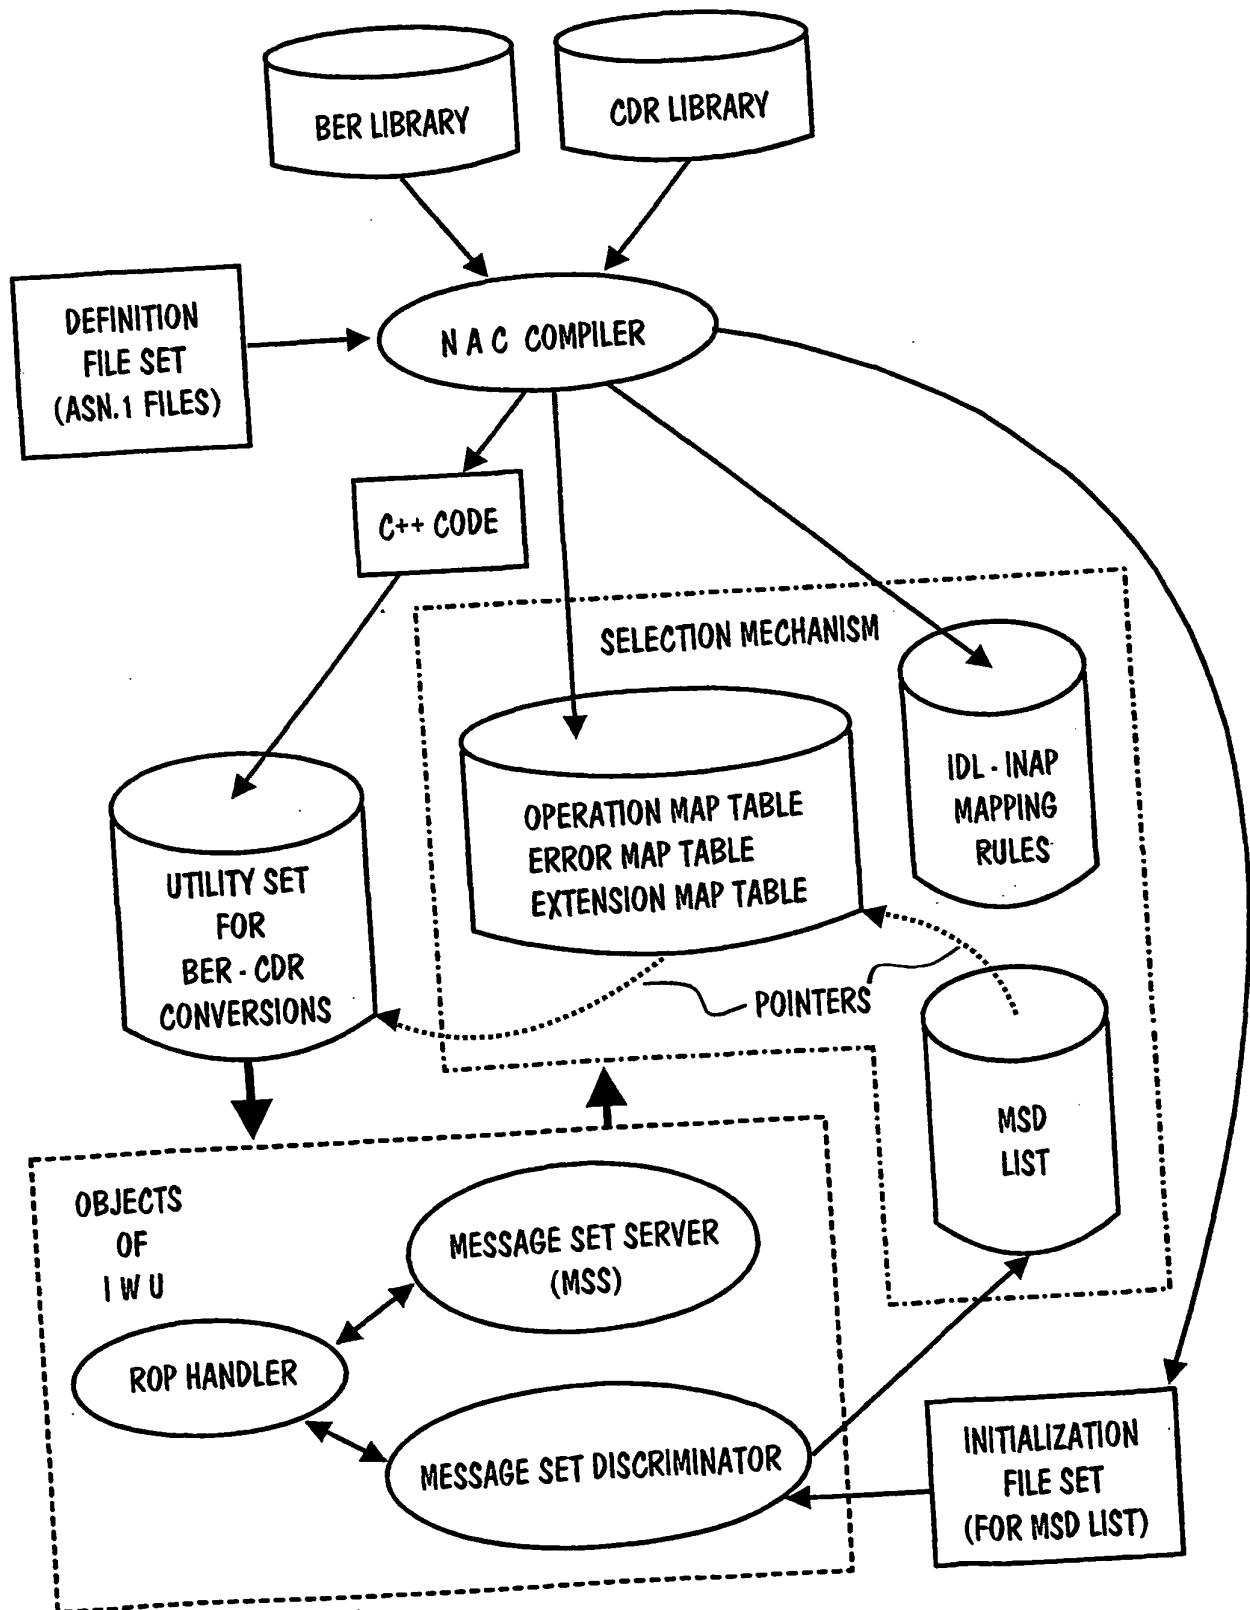 BER LIBRARY
CDR LIBRARY
DEFINITION
FILE SET
(ASN.1 FILES)
N A C COMPILER
C++ CODE
SELECTION MECHANISM
IDL - INAP
MAPPING
RULES
OPERATION MAP TABLE
ERROR MAP TABLE
EXTENSION MAP TABLE
UTILITY SET
FOR
BER - CDR
CONVERSIONS
POINTERS
MSD
LIST
OBJECTS
OF
I W U
MESSAGE SET SERVER
(MSS)
ROP HANDLER
MESSAGE SET DISCRIMINATOR
INITIALIZATION
FILE SET
(FOR MSD LIST)